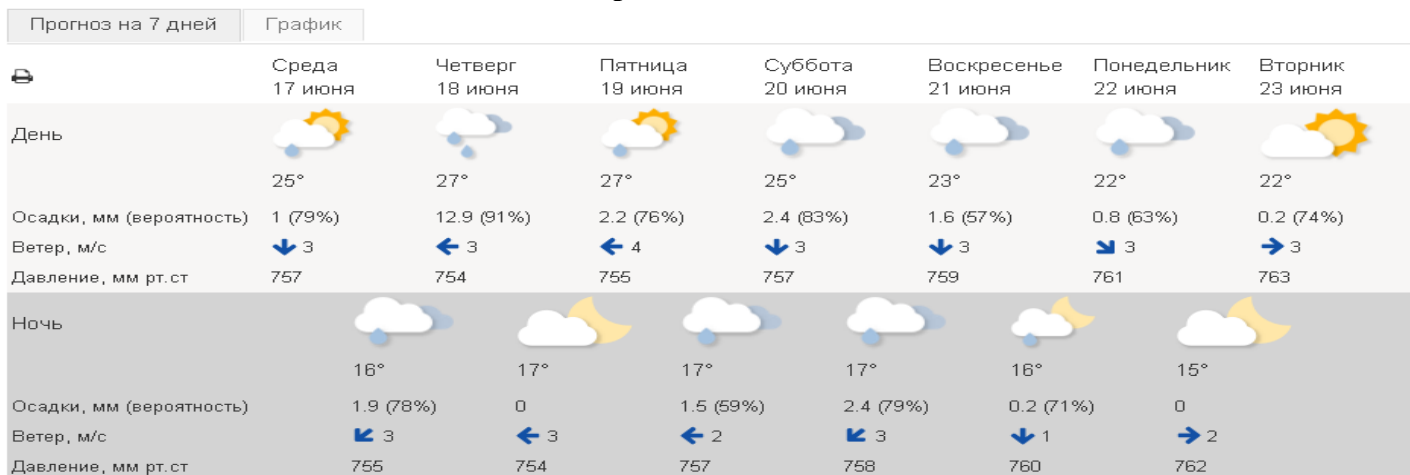 Прогноз на 7 дней График
Среда Четверг Пятница Суббота Воскресенье Понедельник Вторник
17 июня 18 июня 19 июня 20 июня 21 июня 22 июня 23 июня
День
25° 27° 27° 25° 23° 22° 22°
Осадки, мм (вероятность) 1 (79%) 12.9 (91%) 2.2 (76%) 2.4 (83%) 1.6 (57%) 0.8 (63%) 0.2 (74%)
Ветер, м/с 3 3 4 3 3 3 3
Давление, мм рт.ст 757 754 755 757 759 761 763
Ночь
16° 17° 17° 17° 16° 15°
Осадки, мм (вероятность) 1.9 (78%) 0 1.5 (59%) 2.4 (79%) 0.2 (71%) 0
Ветер, м/с 3 3 2 3 1 2
Давление, мм рт.ст 755 754 757 758 760 762